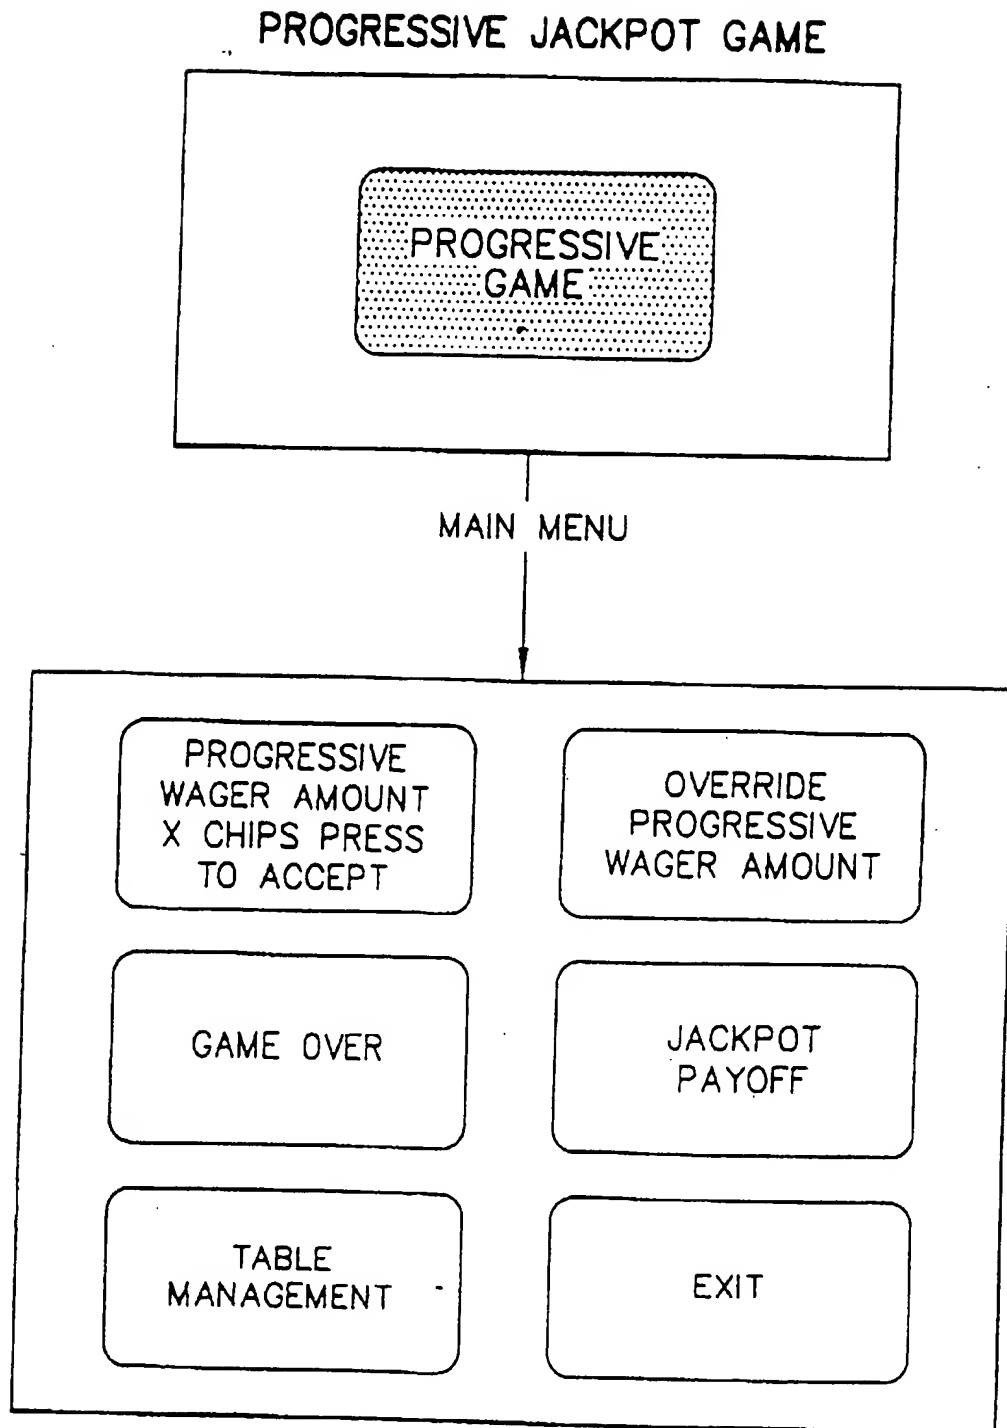 PROGRESSIVE JACKPOT GAME
PROGRESSIVE
GAME
MAIN MENU
PROGRESSIVE
WAGER AMOUNT
X CHIPS PRESS
TO ACCEPT
OVERRIDE
PROGRESSIVE
WAGER AMOUNT
GAME OVER
JACKPOT
PAYOFF
TABLE
MANAGEMENT
EXIT